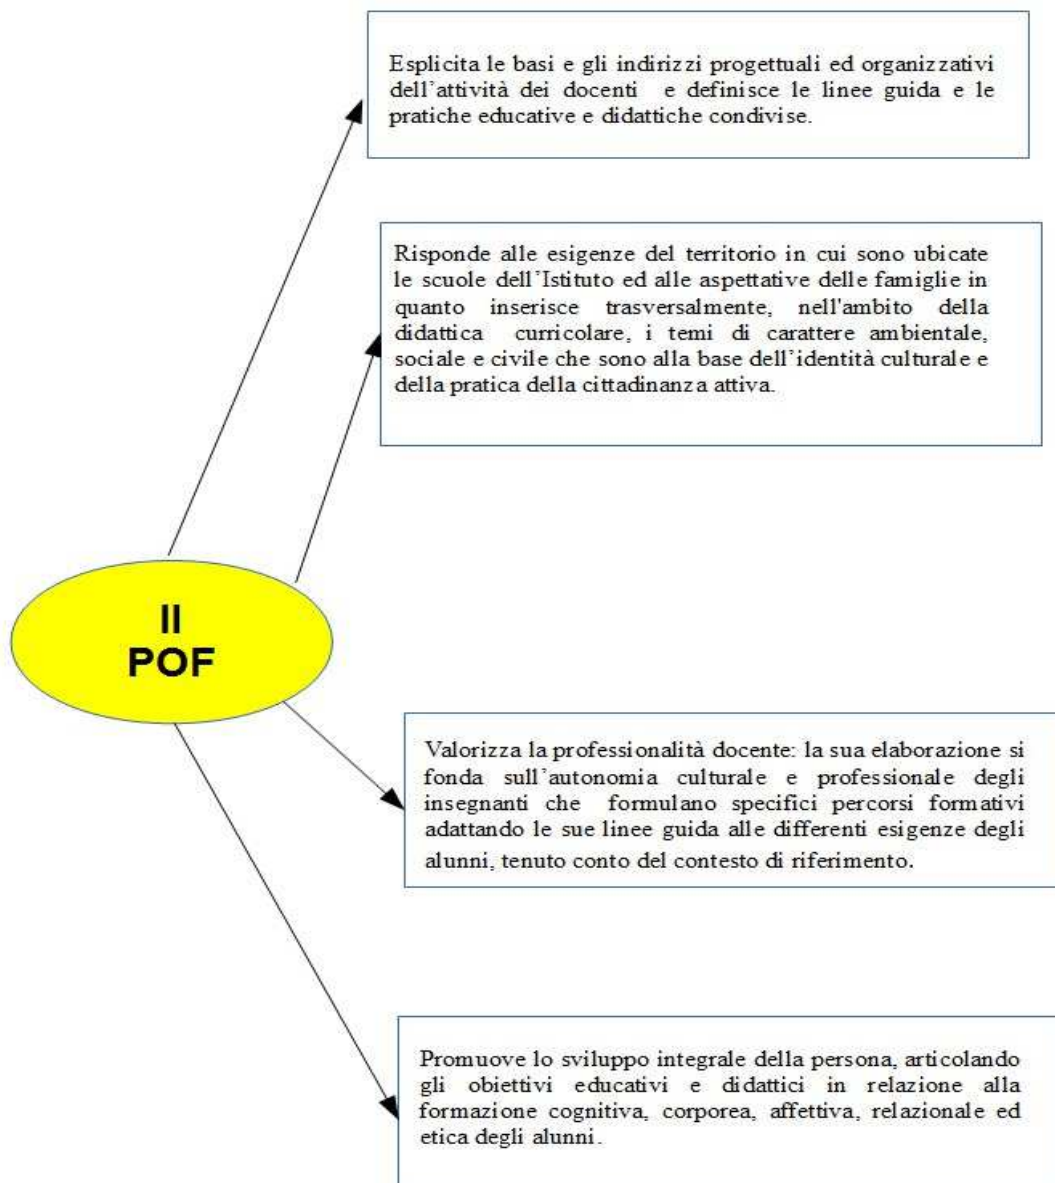 Esplicita le basi e gli indirizzi progettuali ed organizzativi
dell'attività dei docenti e definisce le linee guida e le
pratiche educative e didattiche condivise.
Risponde alle esigenze del territorio in cui sono ubicate
le scuole dell'Istituto ed alle aspettative delle famiglie in
quanto inserisce trasversalmente, nell'ambito della
didattica curricolare, i temi di carattere ambientale,
sociale e civile che sono alla base dell'identità culturale e
della pratica della cittadinanza attiva.
Il
POF
Valorizza la professionalità docente: la sua elaborazione si
fonda sull'autonomia culturale e professionale degli
insegnanti che formulano specifici percorsi formativi
adattando le sue linee guida alle differenti esigenze degli
alunni, tenuto conto del contesto di riferimento.
Promuove lo sviluppo integrale della persona, articolando
gli obiettivi educativi e didattici in relazione alla
formazione cognitiva, corporea, affettiva, relazionale ed
etica degli alunni.